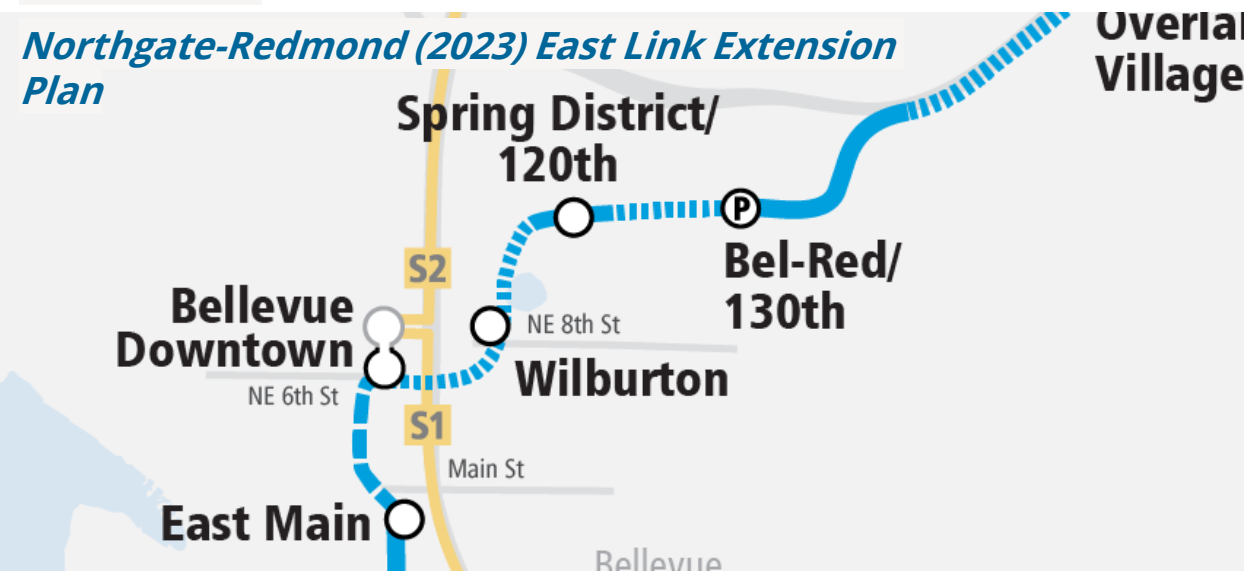 Northgate-Redmond (2023) East Link Extension
Plan
Village
Spring District/
120th
P
Bel-Red/
130th
S2
Bellevue
Downtown
NE 8th St
Wilburton
NE 6th St
S1
Main St
East Main
Bellevue